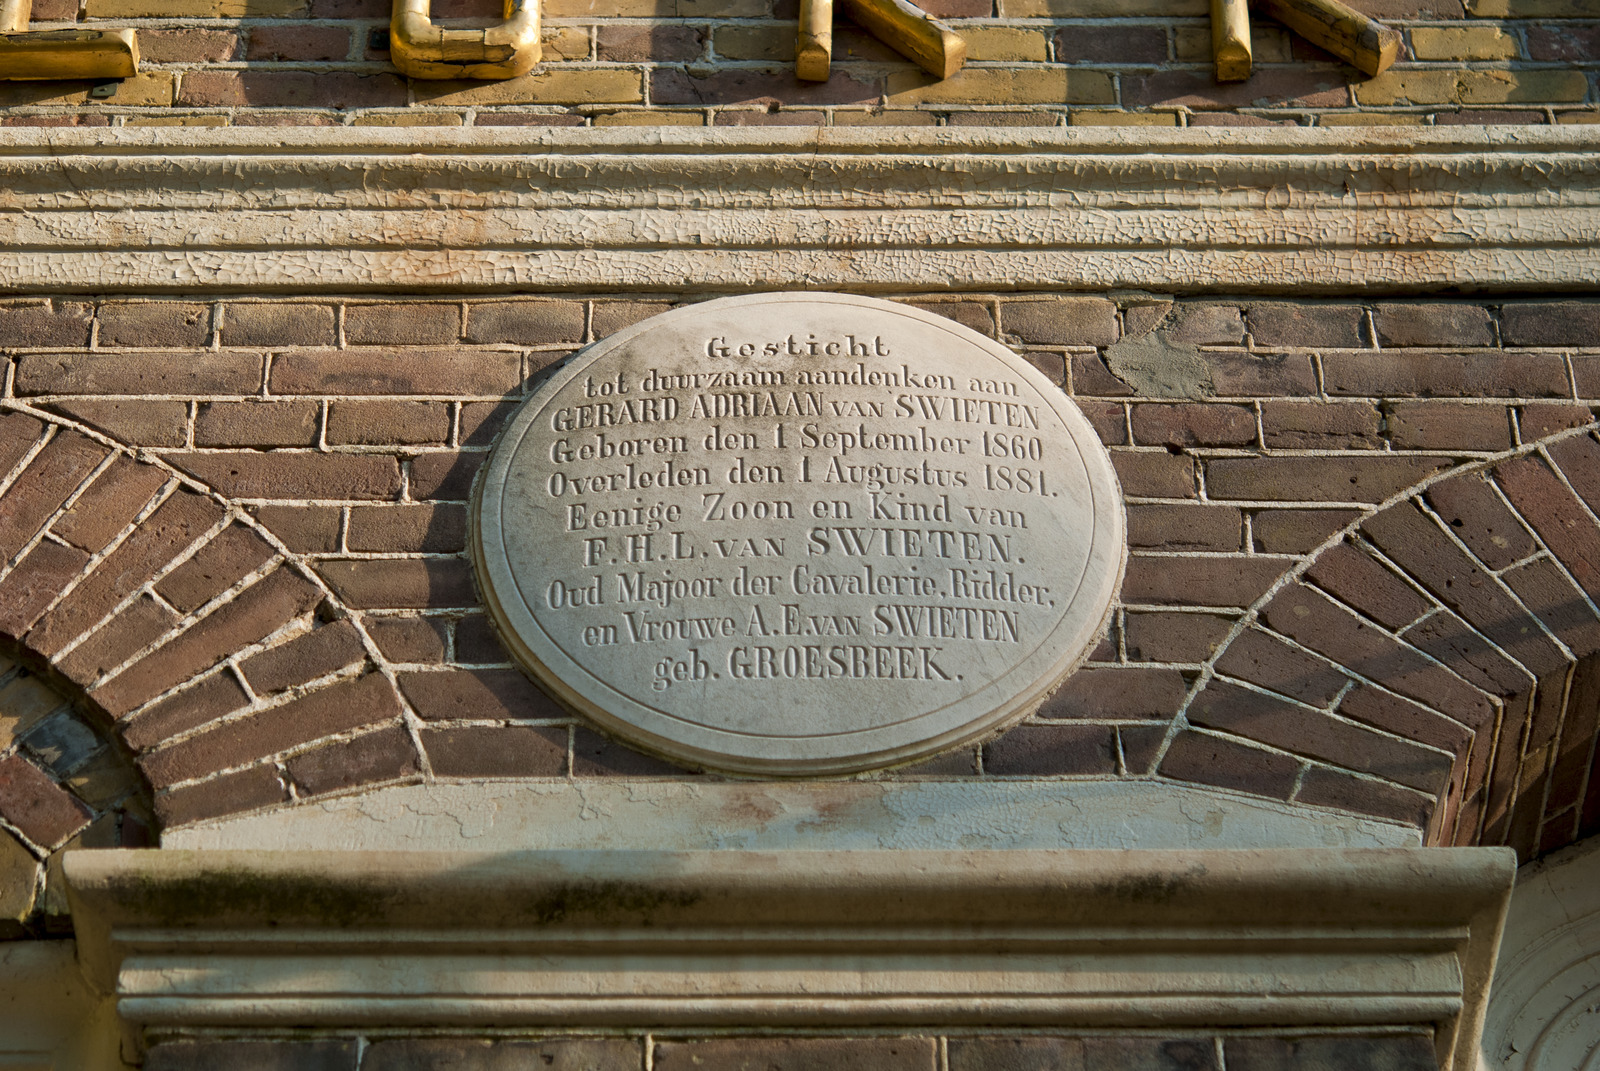 Gesticht
tot duurzaam aandenken aan
GERARD ADRIAAN VAN SWIETEN
Geboren den 1 September 1860
Overleden den 1 Augustus 1881.
Eenige Zoon en Kind van
F.H.L. VAN SWIETEN.
Oud Majoor der Cavalerie, Ridder,
en Vrouwe A.E. VAN SWIETEN
geb. GROESBEEK.